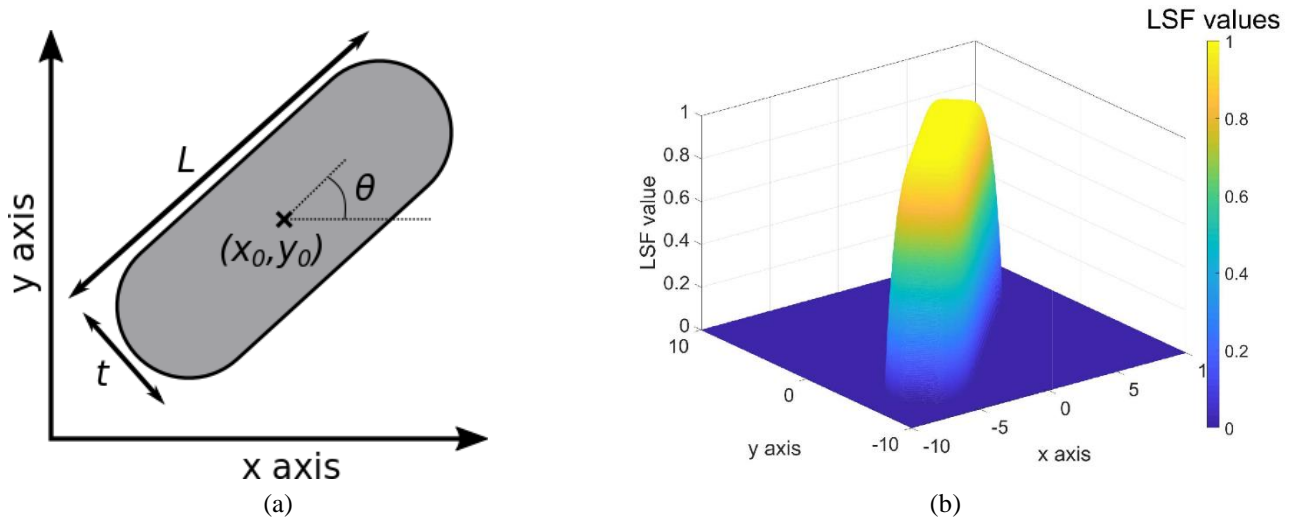 y axis
L
θ
(x₀,y₀)
t
x axis
(a)
LSF values
LSF value
1
0.8
0.6
0.4
0.2
0
10
0
-10
y axis
-10
-5
0
5
1
x axis
1
0.8
0.6
0.4
0.2
0
(b)